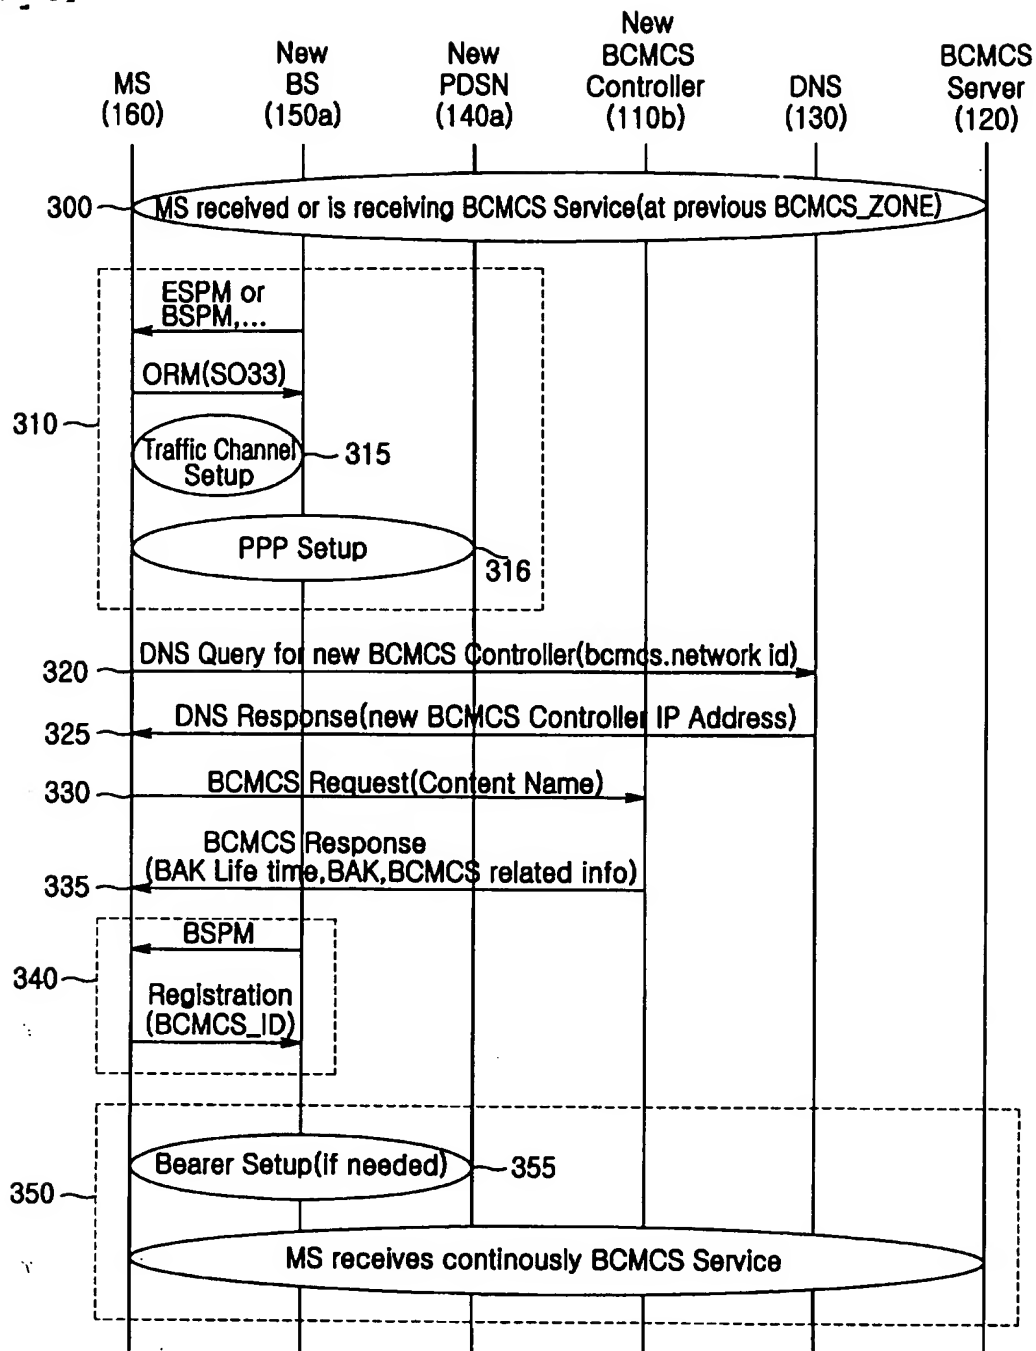 MS
(160)
New
BS
(150a)
New
PDSN
(140a)
New
BCMCS
Controller
(110b)
DNS
(130)
BCMCS
Server
(120)
300
MS received or is receiving BCMCS Service(at previous BCMCS_ZONE)
ESPM or
BSPM,...
ORM(SO33)
310
Traffic Channel
Setup
315
PPP Setup
316
DNS Query for new BCMCS Controller(bcmcs.network id)
320
DNS Response(new BCMCS Controller IP Address)
325
BCMCS Request(Content Name)
330
BCMCS Response
(BAK Life time,BAK,BCMCS related info)
335
BSPM
340
Registration
(BCMCS_ID)
Bearer Setup(if needed)
355
350
MS receives continously BCMCS Service